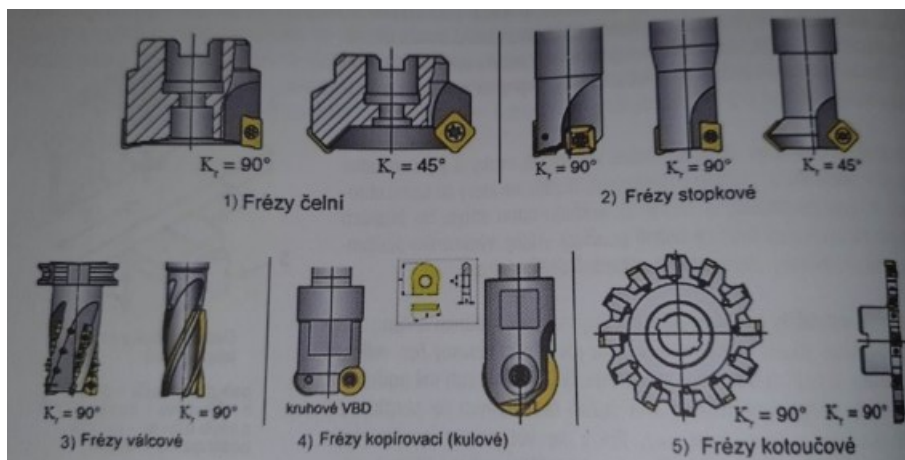 Kᵣ = 90°
Kᵣ = 45°
1) Frézy čelní
Kᵣ = 90°
Kᵣ = 90°
Kᵣ = 45°
2) Frézy stopkové
Kᵣ = 90°
Kᵣ = 90°
3) Frézy válcové
kruhové VBD
4) Frézy kopírovací (kulové)
Kᵣ = 90°
Kᵣ = 90°
5) Frézy kotoučové